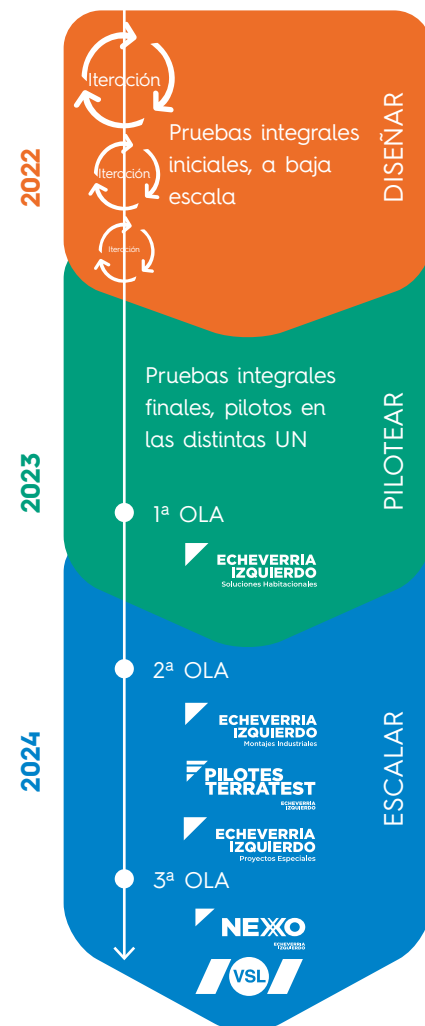 2022
DISEÑAR
Iteración
Iteración
Iteración
Pruebas integrales
iniciales, a baja
escala
2023
PILOTEAR
Pruebas integrales
finales, pilotos en
las distintas UN
1ª OLA
ECHEVERRIA
IZQUIERDO
Soluciones Habitacionales
2024
ESCALAR
2ª OLA
ECHEVERRIA
IZQUIERDO
Montajes Industriales
PILOTES
TERRATEST
ECHEVERRIA
IZQUIERDO
ECHEVERRIA
IZQUIERDO
Proyectos Especiales
3ª OLA
NEXXO
ECHEVERRIA
IZQUIERDO
VSL